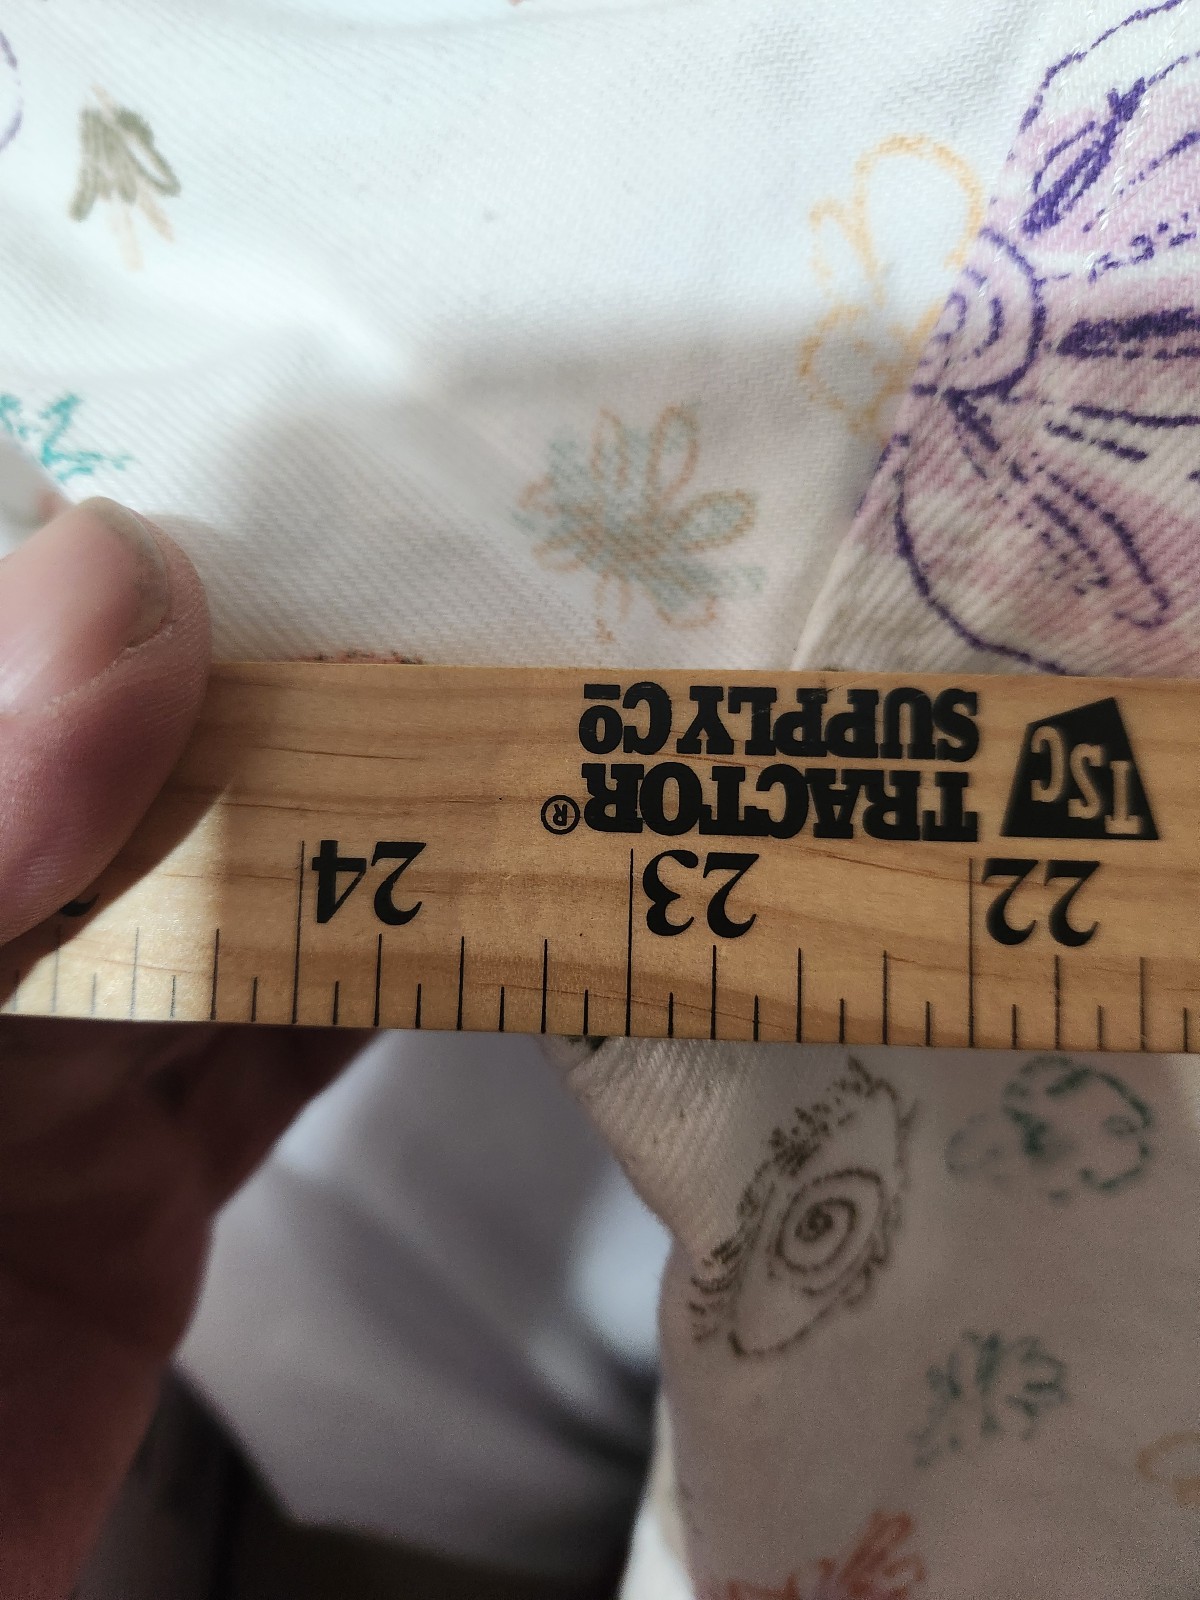 TSC
TRACTOR®
SUPPLY CO
22
23
24